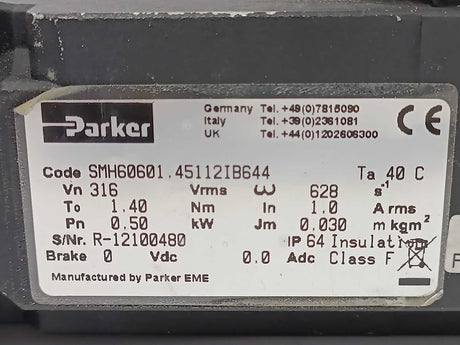 Parker
Germany Tel. +49(0)7815090
Italy Tel. +39(0)2361081
UK Tel. +44(0)1202606300
CE
Code SMH60601.45112IB644 Ta 40 C
Vn 316 Vrms ω 628 s-1
To 1.40 Nm In 1.0 A rms
Pn 0.50 kW Jm 0.030 m kgm2
S/Nr. R-12100480 IP 64 Insulation
Brake 0 Vdc 0.0 Adc Class F
Manufactured by Parker EME